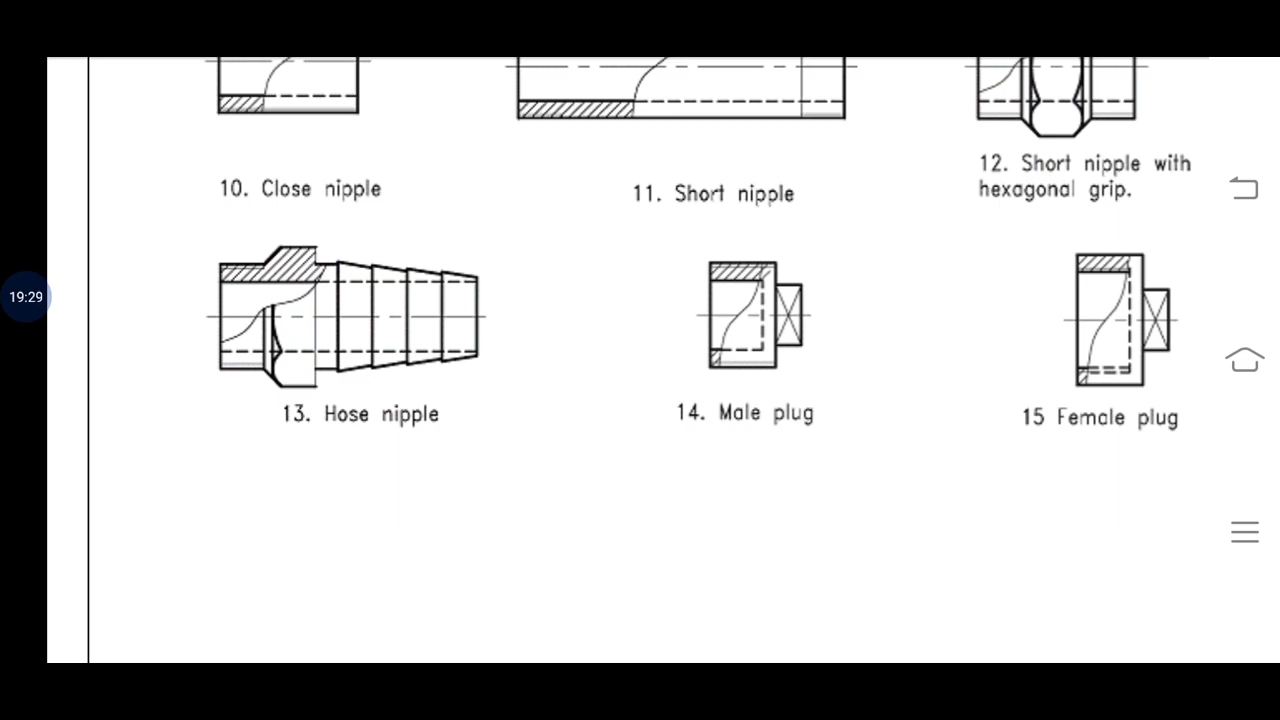 10. Close nipple
11. Short nipple
12. Short nipple with
hexagonal grip.
19:29
13. Hose nipple
14. Male plug
15 Female plug